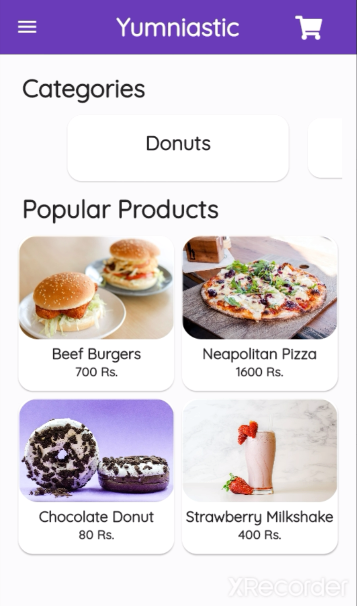 Yumniastic
Categories
Donuts
Popular Products
Beef Burgers
700 Rs.
Neapolitan Pizza
1600 Rs.
Chocolate Donut
80 Rs.
Strawberry Milkshake
400 Rs.
XRecorder